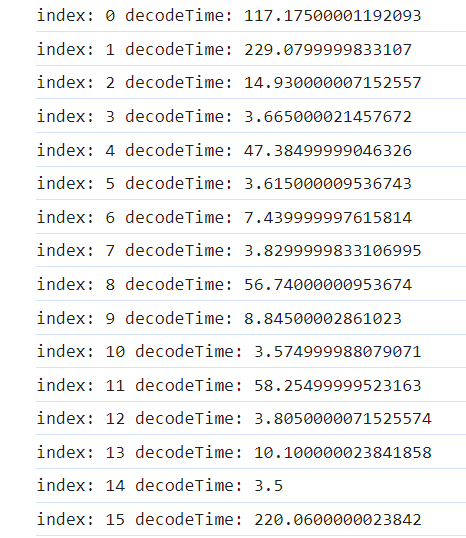 index: 0 decodeTime: 117.17500001192093
index: 1 decodeTime: 229.0799999833107
index: 2 decodeTime: 14.930000007152557
index: 3 decodeTime: 3.665000021457672
index: 4 decodeTime: 47.38499999046326
index: 5 decodeTime: 3.615000009536743
index: 6 decodeTime: 7.439999997615814
index: 7 decodeTime: 3.8299999833106995
index: 8 decodeTime: 56.74000000953674
index: 9 decodeTime: 8.84500002861023
index: 10 decodeTime: 3.574999988079071
index: 11 decodeTime: 58.25499999523163
index: 12 decodeTime: 3.8050000071525574
index: 13 decodeTime: 10.100000023841858
index: 14 decodeTime: 3.5
index: 15 decodeTime: 220.0600000023842